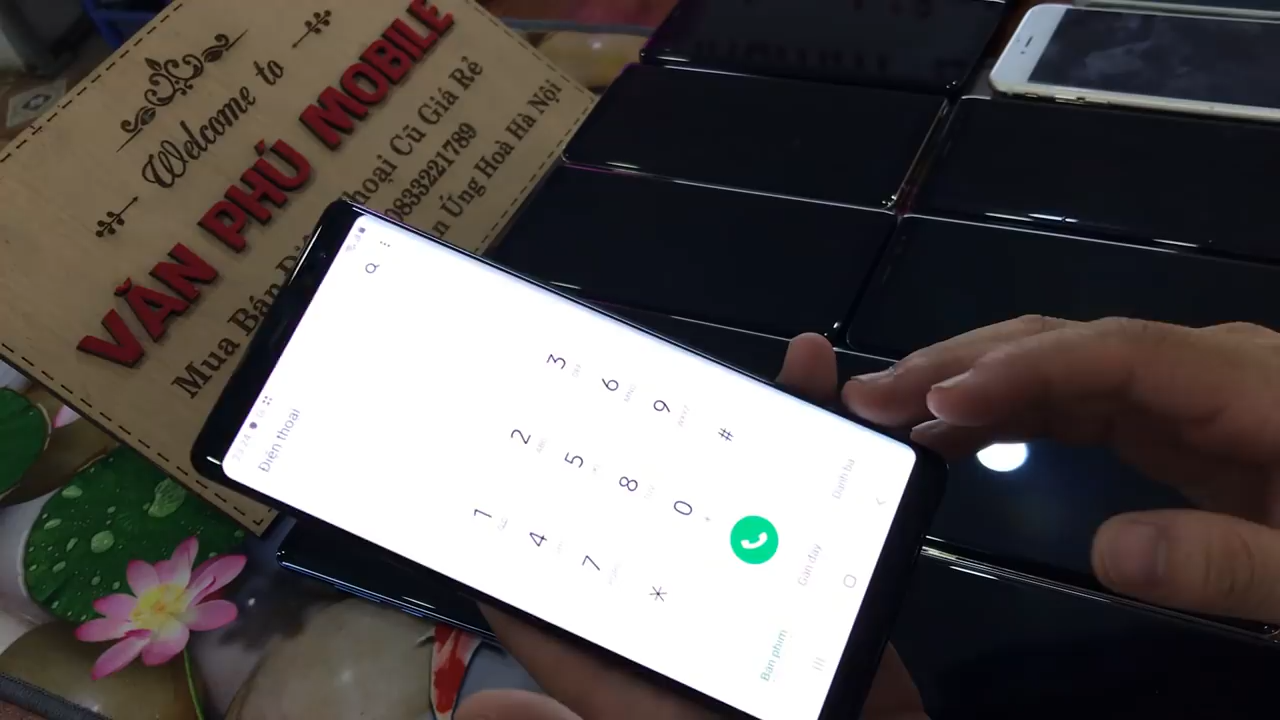 Welcome to
VĂN PHÚ MOBILE
Mua Bán hoại Cũ Giá Rẻ
0833221789
n Ứng Hoà Hà Nội
Điện thoại
1 2 3
4 5 6
7 8 9
* 0 #
Bàn phím Gần đây Danh bạ